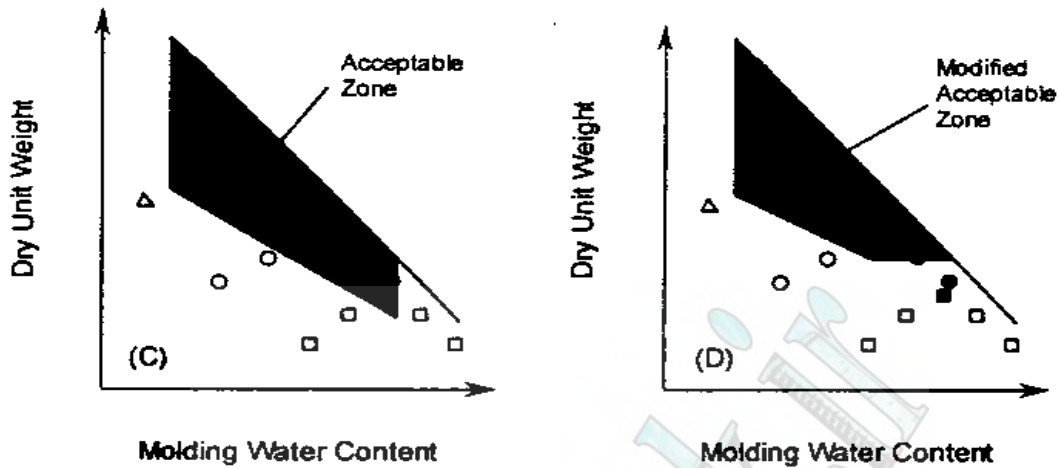 Dry Unit Weight
Acceptable
Zone
(C)
Molding Water Content
Dry Unit Weight
Modified
Acceptable
Zone
(D)
Molding Water Content